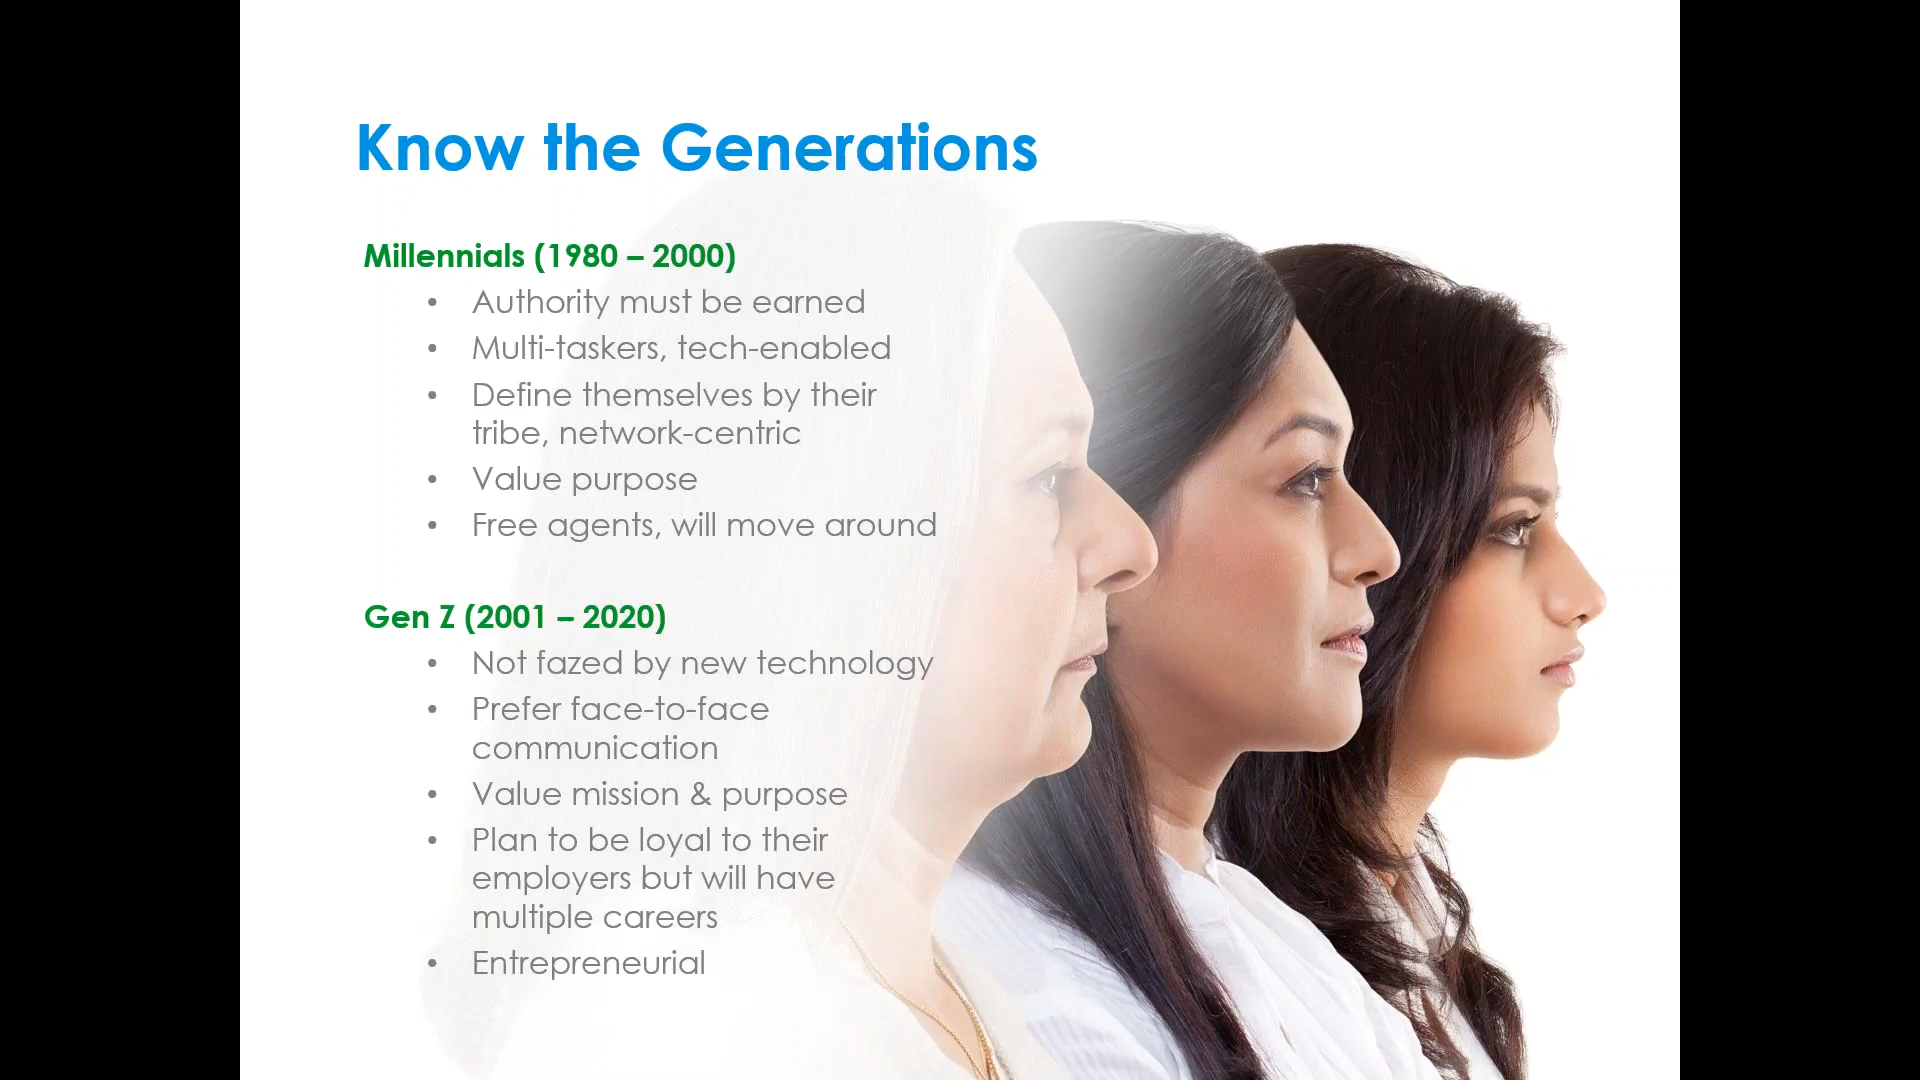 Know the Generations
Millennials (1980 – 2000)
• Authority must be earned
• Multi-taskers, tech-enabled
• Define themselves by their
tribe, network-centric
• Value purpose
• Free agents, will move around
Gen Z (2001 – 2020)
• Not fazed by new technology
• Prefer face-to-face
communication
• Value mission & purpose
• Plan to be loyal to their
employers but will have
multiple careers
• Entrepreneurial